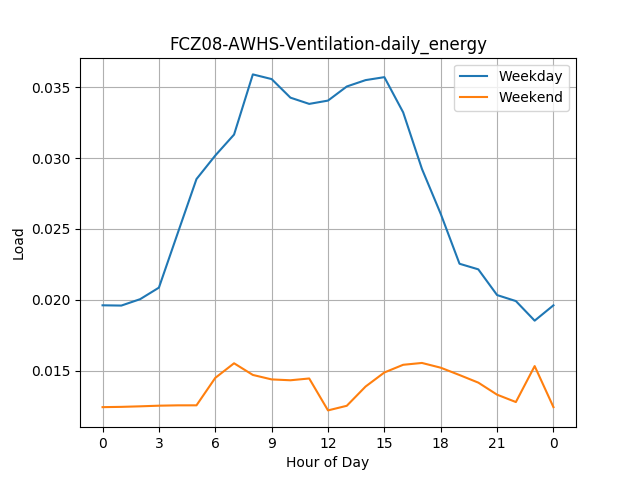 FCZ08-AWHS-Ventilation-daily_energy
Weekday
Weekend
0.035
0.030
0.025
0.020
0.015
Load
0 3 6 9 12 15 18 21 0
Hour of Day